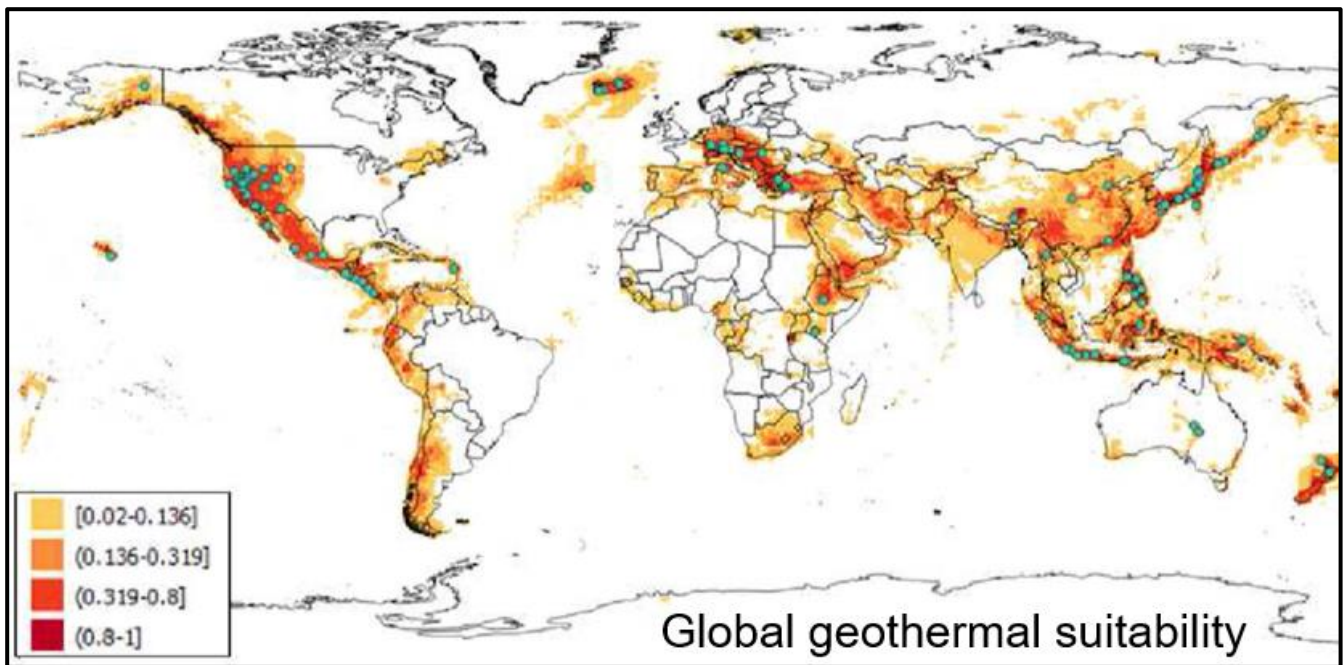 [0.02-0.136]
(0.136-0.319]
(0.319-0.8]
(0.8-1]
Global geothermal suitability